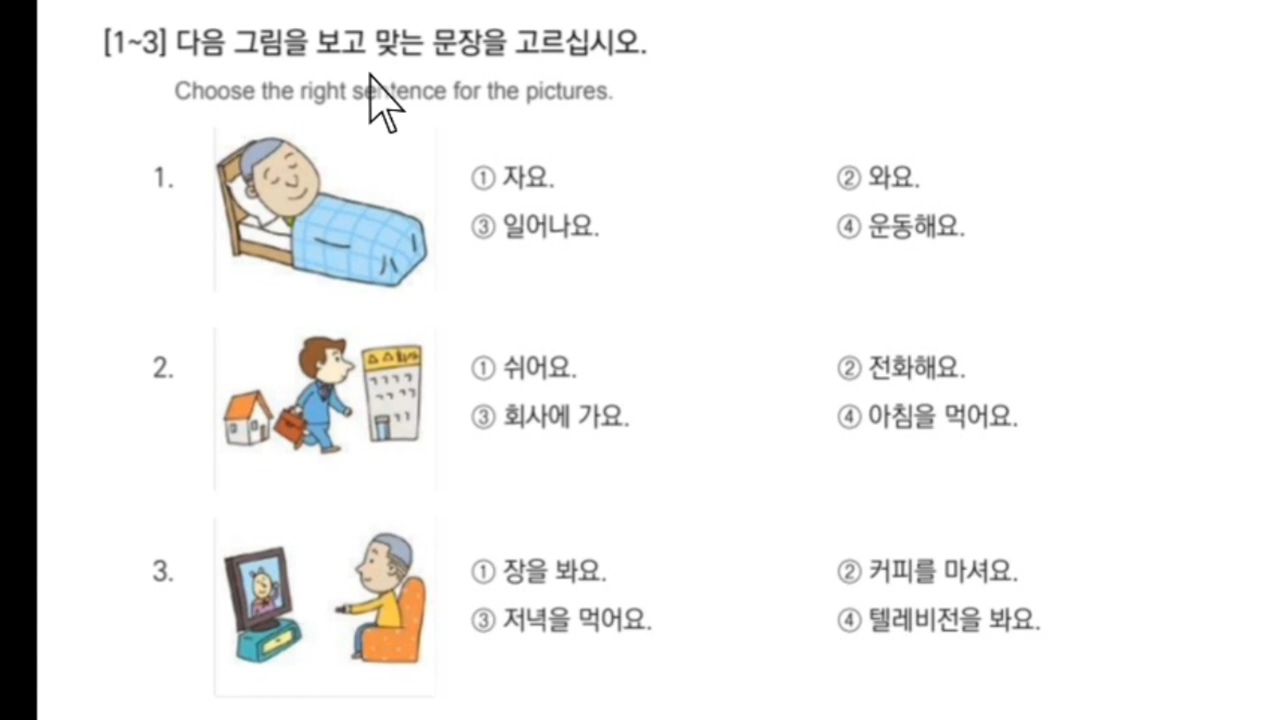 [1~3] 다음 그림을 보고 맞는 문장을 고르십시오.
Choose the right sentence for the pictures.
1.
① 자요. ② 와요.
③ 일어나요. ④ 운동해요.
2.
① 쉬어요. ② 전화해요.
③ 회사에 가요. ④ 아침을 먹어요.
3.
① 장을 봐요. ② 커피를 마셔요.
③ 저녁을 먹어요. ④ 텔레비전을 봐요.